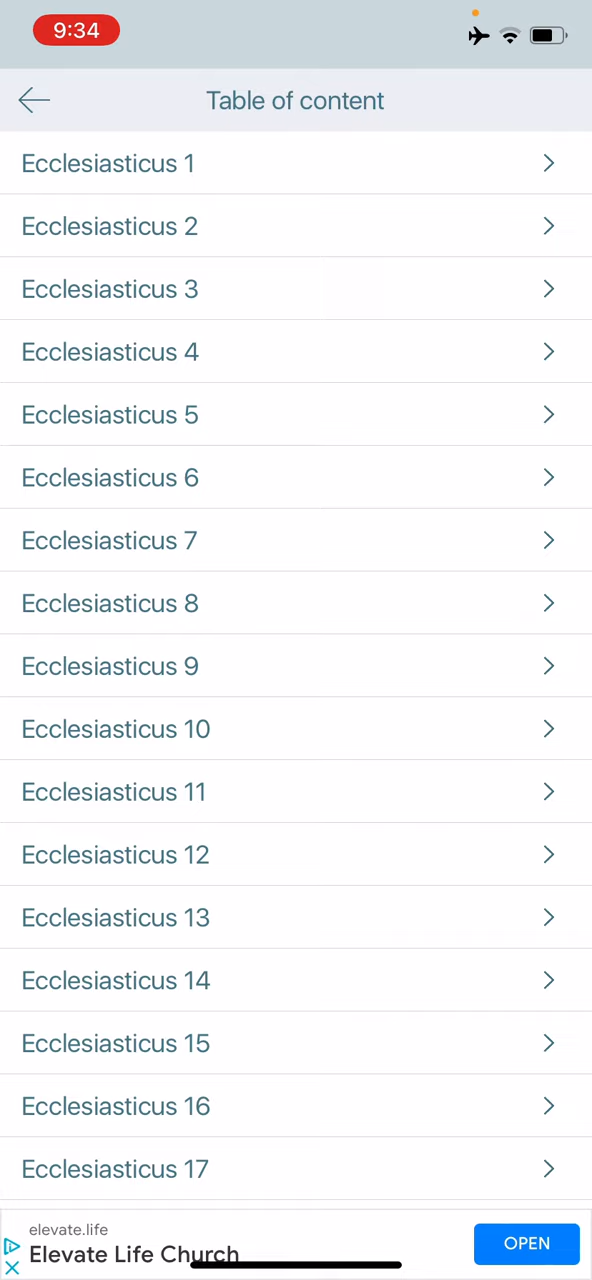 9:34
Table of content
Ecclesiasticus 1
Ecclesiasticus 2
Ecclesiasticus 3
Ecclesiasticus 4
Ecclesiasticus 5
Ecclesiasticus 6
Ecclesiasticus 7
Ecclesiasticus 8
Ecclesiasticus 9
Ecclesiasticus 10
Ecclesiasticus 11
Ecclesiasticus 12
Ecclesiasticus 13
Ecclesiasticus 14
Ecclesiasticus 15
Ecclesiasticus 16
Ecclesiasticus 17
elevate.life
Elevate Life Church
OPEN